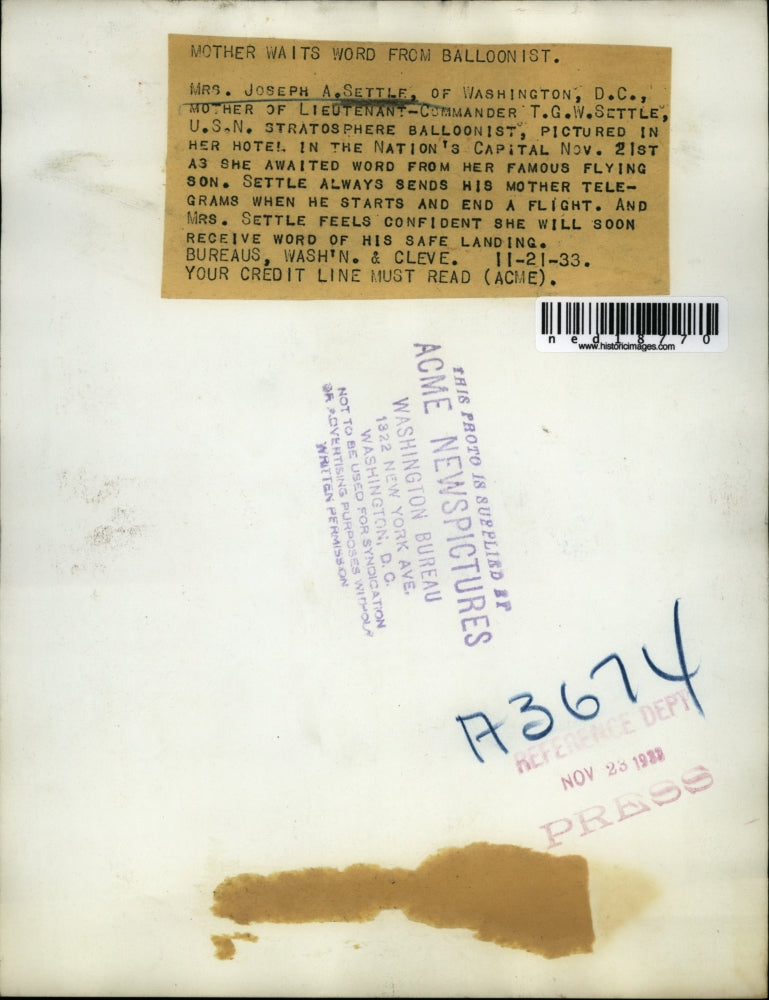 MOTHER WAITS WORD FROM BALLOONIST.
MRS. JOSEPH A. SETTLE, OF WASHINGTON, D.C.,
MOTHER OF LIEUTENANT-COMMANDER T.G.W. SETTLE,
U.S.N. STRATOSPHERE BALLOONIST, PICTURED IN
HER HOTEL IN THE NATION'S CAPITAL NOV. 21ST
AS SHE AWAITED WORD FROM HER FAMOUS FLYING
SON. SETTLE ALWAYS SENDS HIS MOTHER TELE-
GRAMS WHEN HE STARTS AND END A FLIGHT. AND
MRS. SETTLE FEELS CONFIDENT SHE WILL SOON
RECEIVE WORD OF HIS SAFE LANDING.
BUREAUS, WASH'N. & CLEVE. 11-21-33.
YOUR CREDIT LINE MUST READ (ACME).
ned18770
www.historicimages.com
THIS PHOTO IS SUPPLIED BY
ACME NEWSPICTURES
WASHINGTON BUREAU
1322 NEW YORK AVE.
WASHINGTON, D. C.
NOT TO BE USED FOR SYNDICATION
OR ADVERTISING PURPOSES WITHOUT
WRITTEN PERMISSION
A3674
REFERENCE DEPT
NOV 23 1933
PRESS